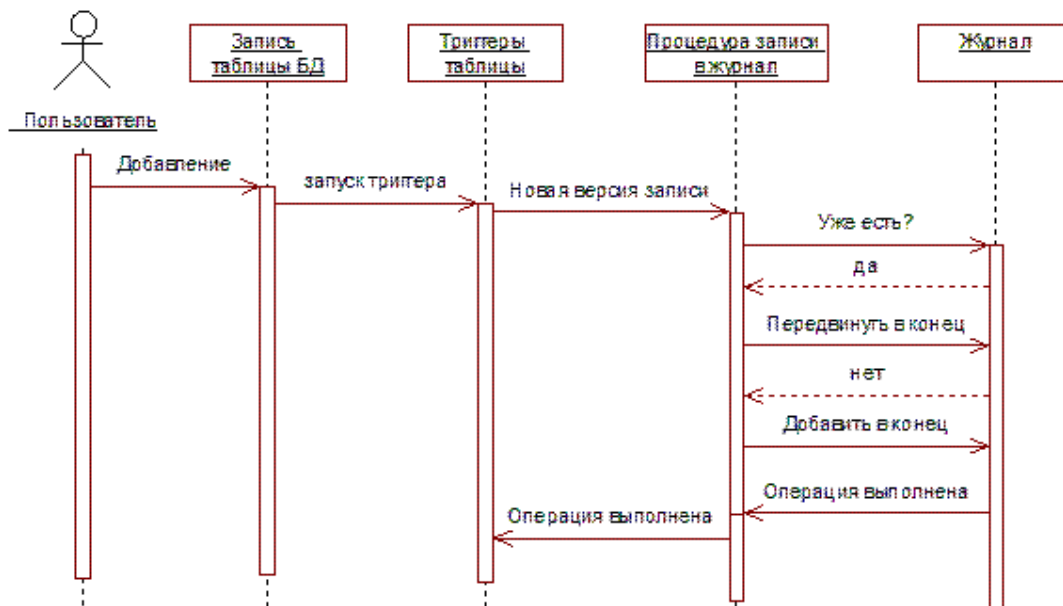 Запись
таблицы БД
Триггеры
таблицы
Процедура записи
в журнал
Журнал
Пользователь
Добавление
запуск триггера
Новая версия записи
Уже есть?
да
Передвинуть в конец
нет
Добавить в конец
Операция выполнена
Операция выполнена